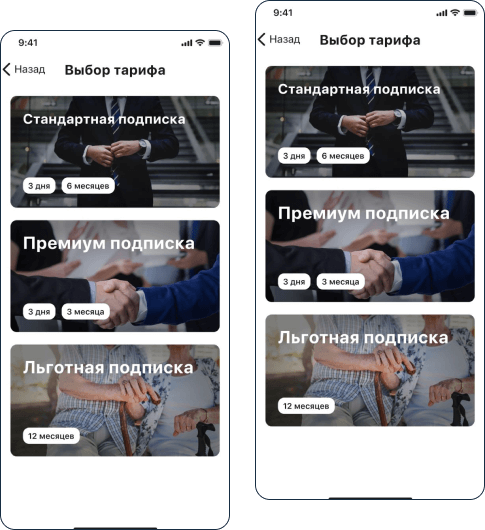 9:41
Назад
Выбор тарифа
Стандартная подписка
3 дня
6 месяцев
Премиум подписка
3 дня
3 месяца
Льготная подписка
12 месяцев
9:41
Назад
Выбор тарифа
Стандартная подписка
3 дня
6 месяцев
Премиум подписка
3 дня
3 месяца
Льготная подписка
12 месяцев